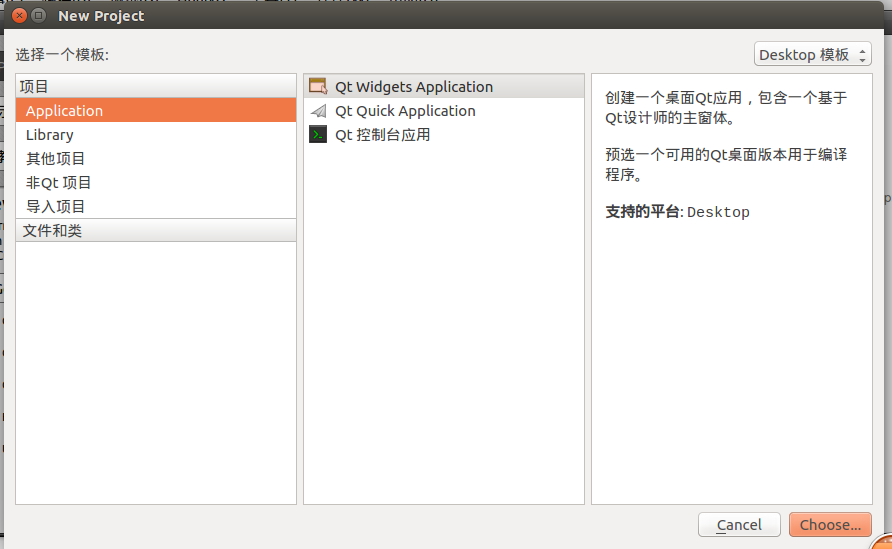 New Project
选择一个模板:
Desktop 模板
项目
Application
Library
其他项目
非Qt 项目
导入项目
文件和类
Qt Widgets Application
Qt Quick Application
Qt 控制台应用
创建一个桌面Qt应用，包含一个基于
Qt设计师的主窗体。
预选一个可用的Qt桌面版本用于编译
程序。
支持的平台: Desktop
Cancel
Choose...